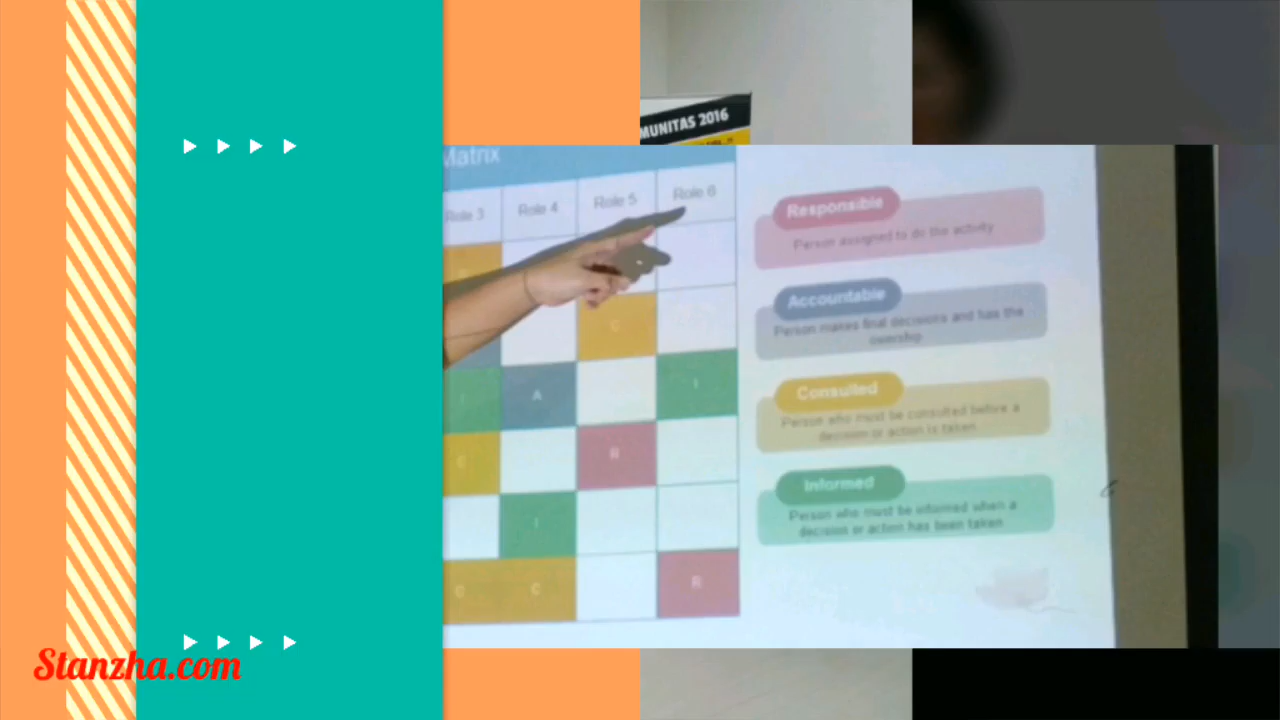 MUNITAS 2016
Matrix
Role 3 Role 4 Role 5 Role 6
C
I A I
C R
I
C C R
Responsible
Person assigned to do the activity
Accountable
Person makes final decisions and has the
ownership
Consulted
Person who must be consulted before a
decision or action is taken
Informed
Person who must be informed when a
decision or action has been taken
Stanzha.com